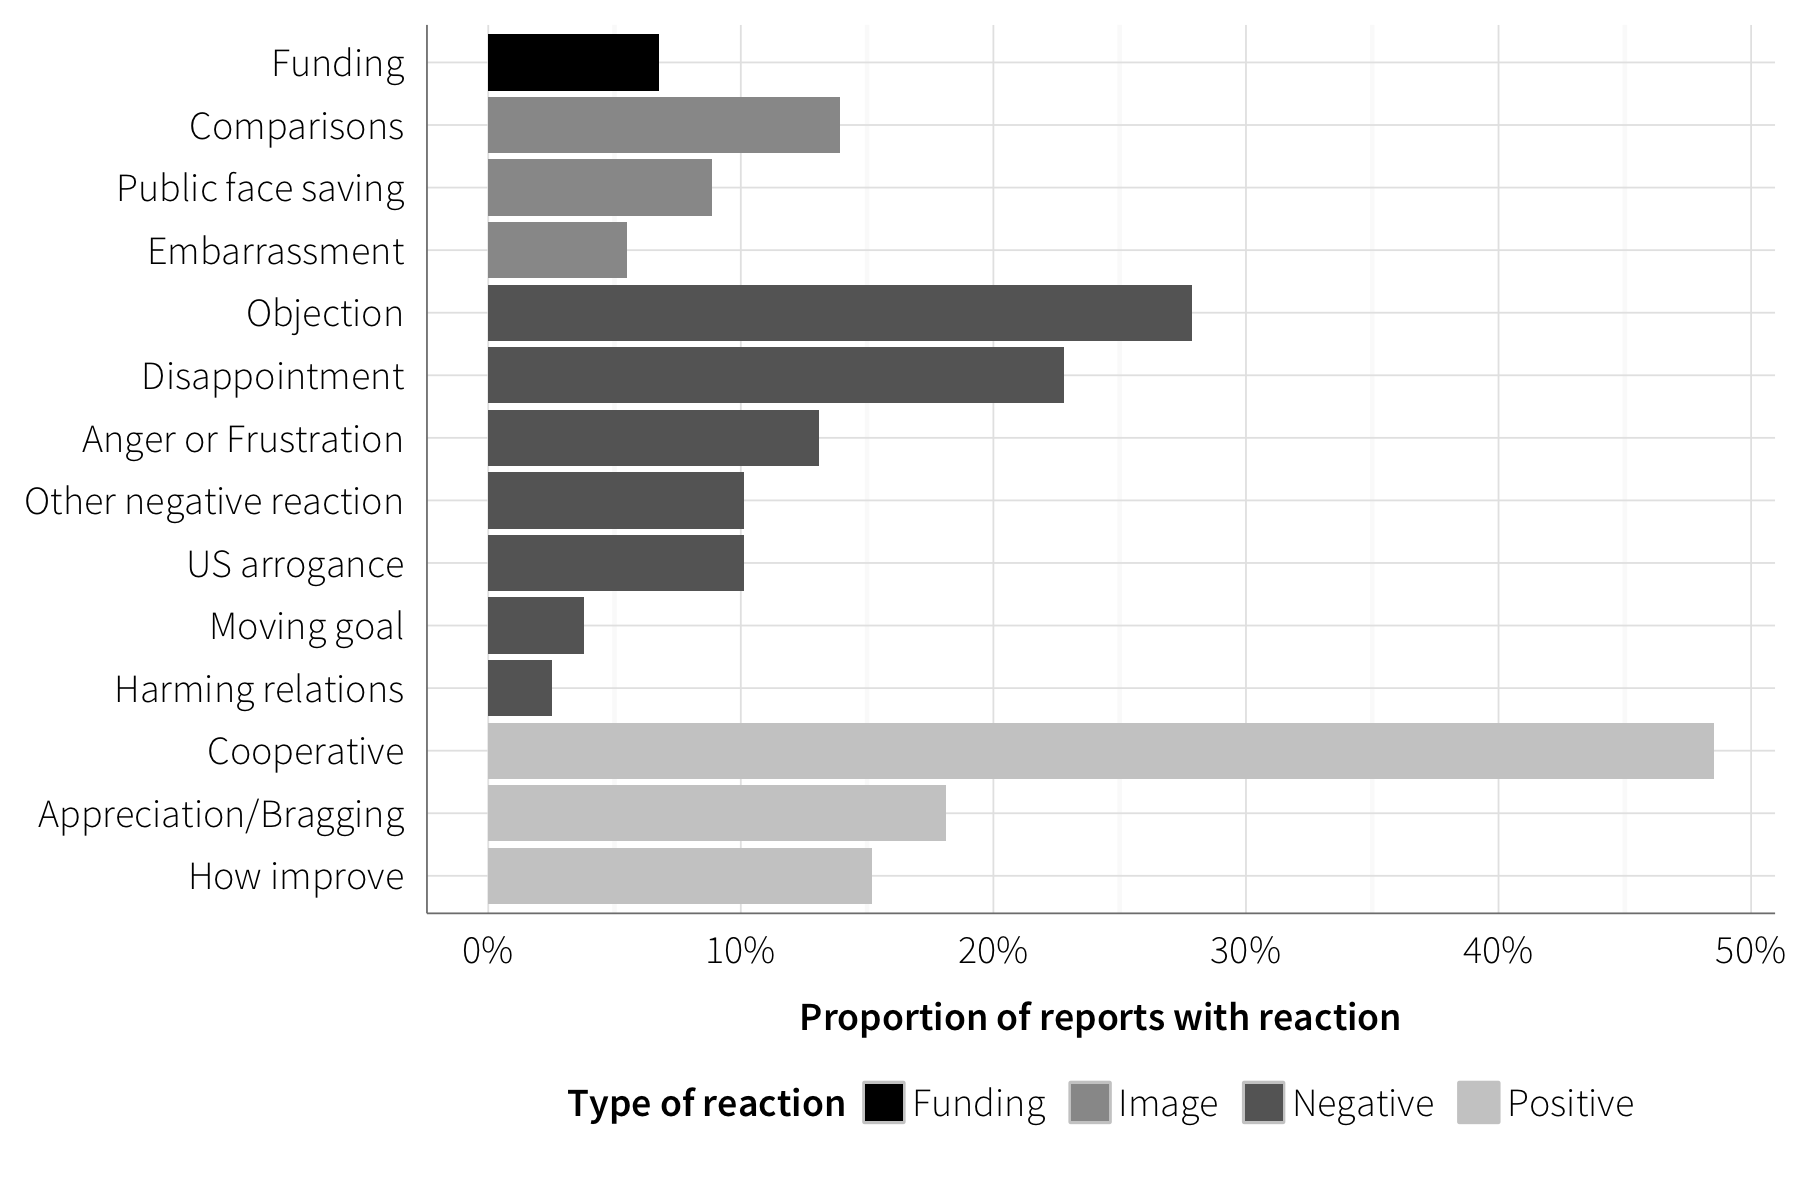 Funding
Comparisons
Public face saving
Embarrassment
Objection
Disappointment
Anger or Frustration
Other negative reaction
US arrogance
Moving goal
Harming relations
Cooperative
Appreciation/Bragging
How improve
0% 10% 20% 30% 40% 50%
Proportion of reports with reaction
Type of reaction Funding Image Negative Positive